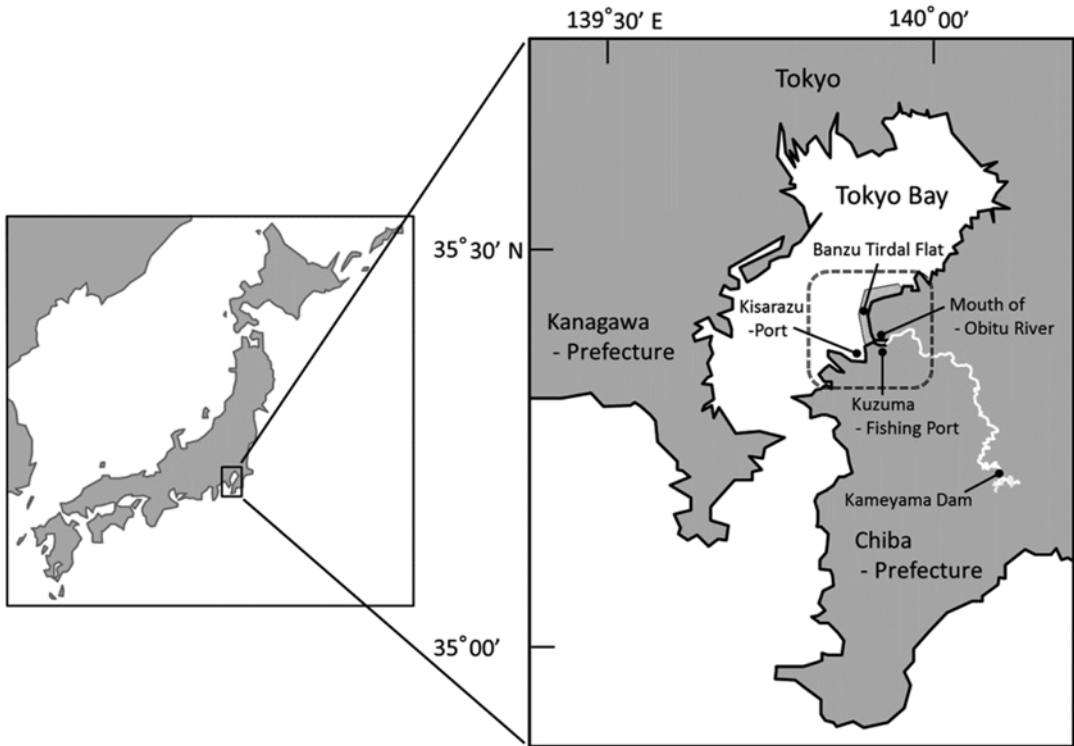 139˚30’ E
140˚00’
Tokyo
Tokyo Bay
35˚30’ N
Banzu Tirdal Flat
Kisarazu
-Port
Mouth of
- Obitu River
Kanagawa
- Prefecture
Kuzuma
- Fishing Port
Kameyama Dam
Chiba
- Prefecture
35˚00’